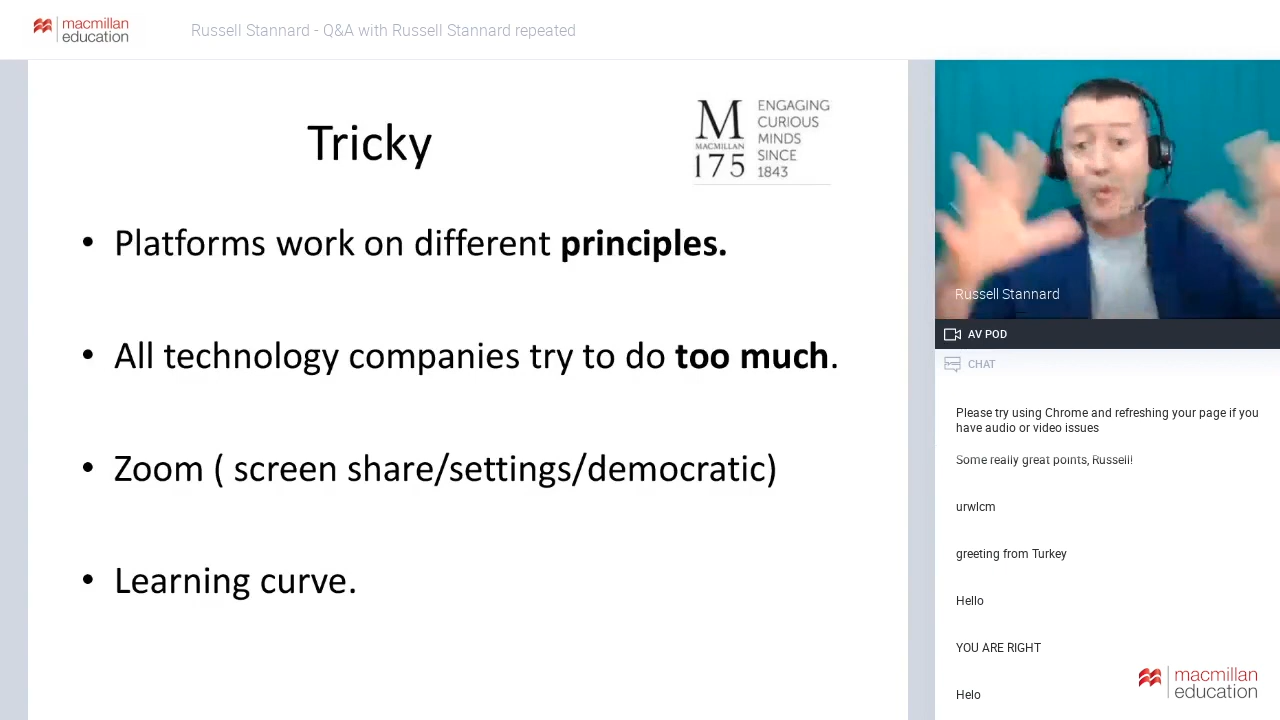 macmillan
education
Russell Stannard - Q&A with Russell Stannard repeated
Tricky
M
MACMILLAN
175
ENGAGING
CURIOUS
MINDS
SINCE
1843
• Platforms work on different principles.
• All technology companies try to do too much.
• Zoom ( screen share/settings/democratic)
• Learning curve.
Russell Stannard
AV POD
CHAT
Please try using Chrome and refreshing your page if you
have audio or video issues
Some really great points, Russell!
urwlcm
greeting from Turkey
Hello
YOU ARE RIGHT
Helo
macmillan
education